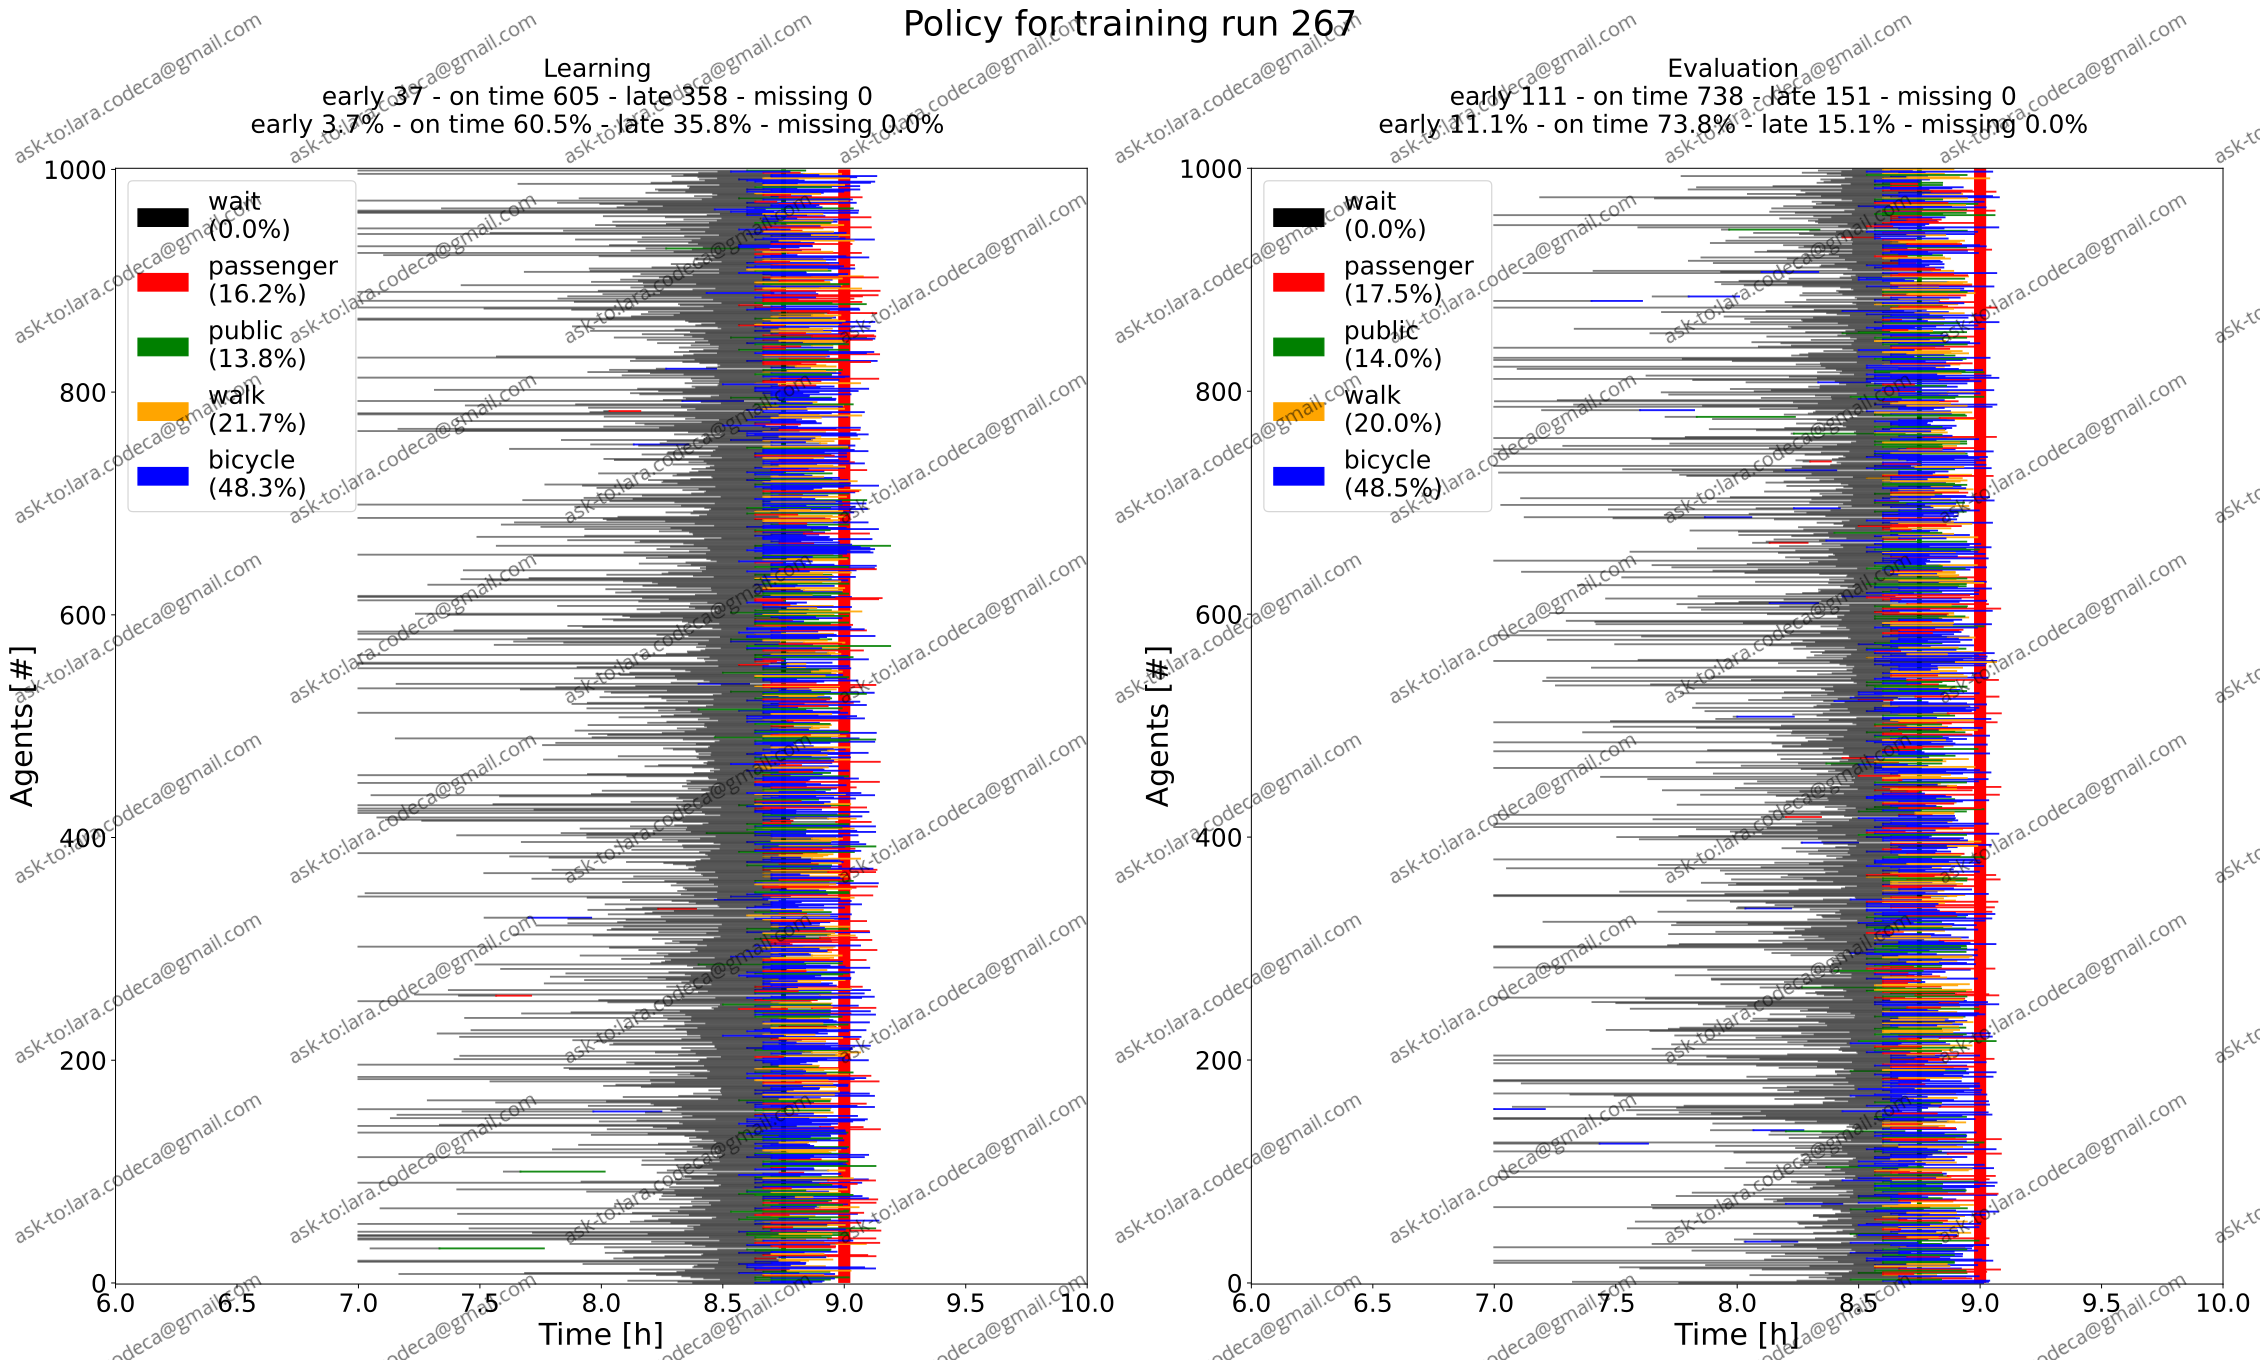 Policy for training run 267
Learning
early 37 - on time 605 - late 358 - missing 0
early 3.7% - on time 60.5% - late 35.8% - missing 0.0%
1000
800
600
400
200
0
Agents [#]
wait
(0.0%)
passenger
(16.2%)
public
(13.8%)
walk
(21.7%)
bicycle
(48.3%)
6.0 6.5 7.0 7.5 8.0 8.5 9.0 9.5 10.0
Time [h]
Evaluation
early 111 - on time 738 - late 151 - missing 0
early 11.1% - on time 73.8% - late 15.1% - missing 0.0%
1000
800
600
400
200
0
Agents [#]
wait
(0.0%)
passenger
(17.5%)
public
(14.0%)
walk
(20.0%)
bicycle
(48.5%)
6.0 6.5 7.0 7.5 8.0 8.5 9.0 9.5 10.0
Time [h]
ask-to:lara.codeca@gmail.com